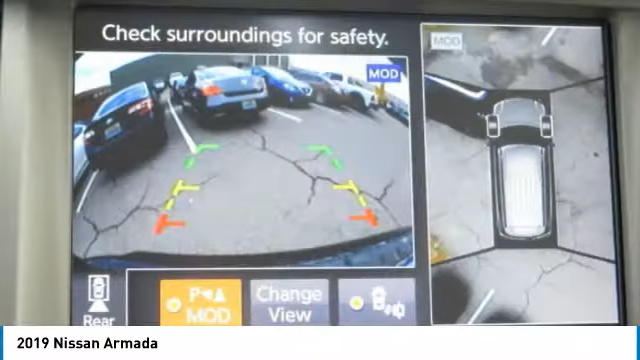 Check surroundings for safety.
MOD
MOD
Rear
P
MOD
Change
View
2019 Nissan Armada